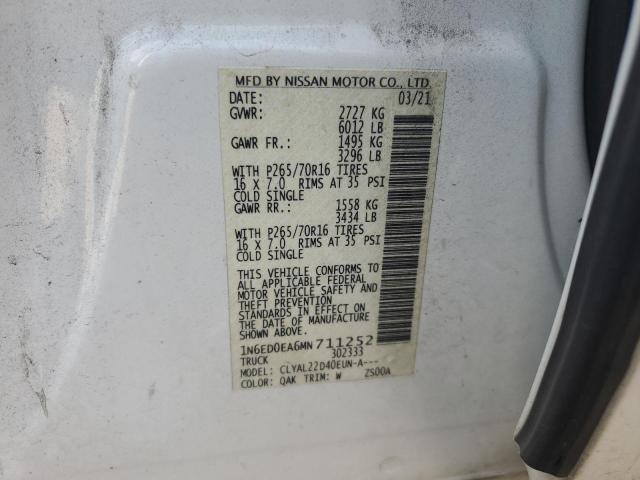 MFD BY NISSAN MOTOR CO., LTD.
DATE: 03/21
GVWR: 2727 KG
6012 LB
GAWR FR.: 1495 KG
3296 LB
WITH P265/70R16 TIRES
16 X 7.0 RIMS AT 35 PSI
COLD SINGLE
GAWR RR.: 1558 KG
3434 LB
WITH P265/70R16 TIRES
16 X 7.0 RIMS AT 35 PSI
COLD SINGLE
THIS VEHICLE CONFORMS TO
ALL APPLICABLE FEDERAL
MOTOR VEHICLE SAFETY AND
THEFT PREVENTION
STANDARDS IN EFFECT ON
THE DATE OF MANUFACTURE
SHOWN ABOVE.
1N6ED0EA6MN711252
TRUCK 302333
MODEL: CLYAL22D40EUN-A---
COLOR: QAK TRIM: W ZS00A